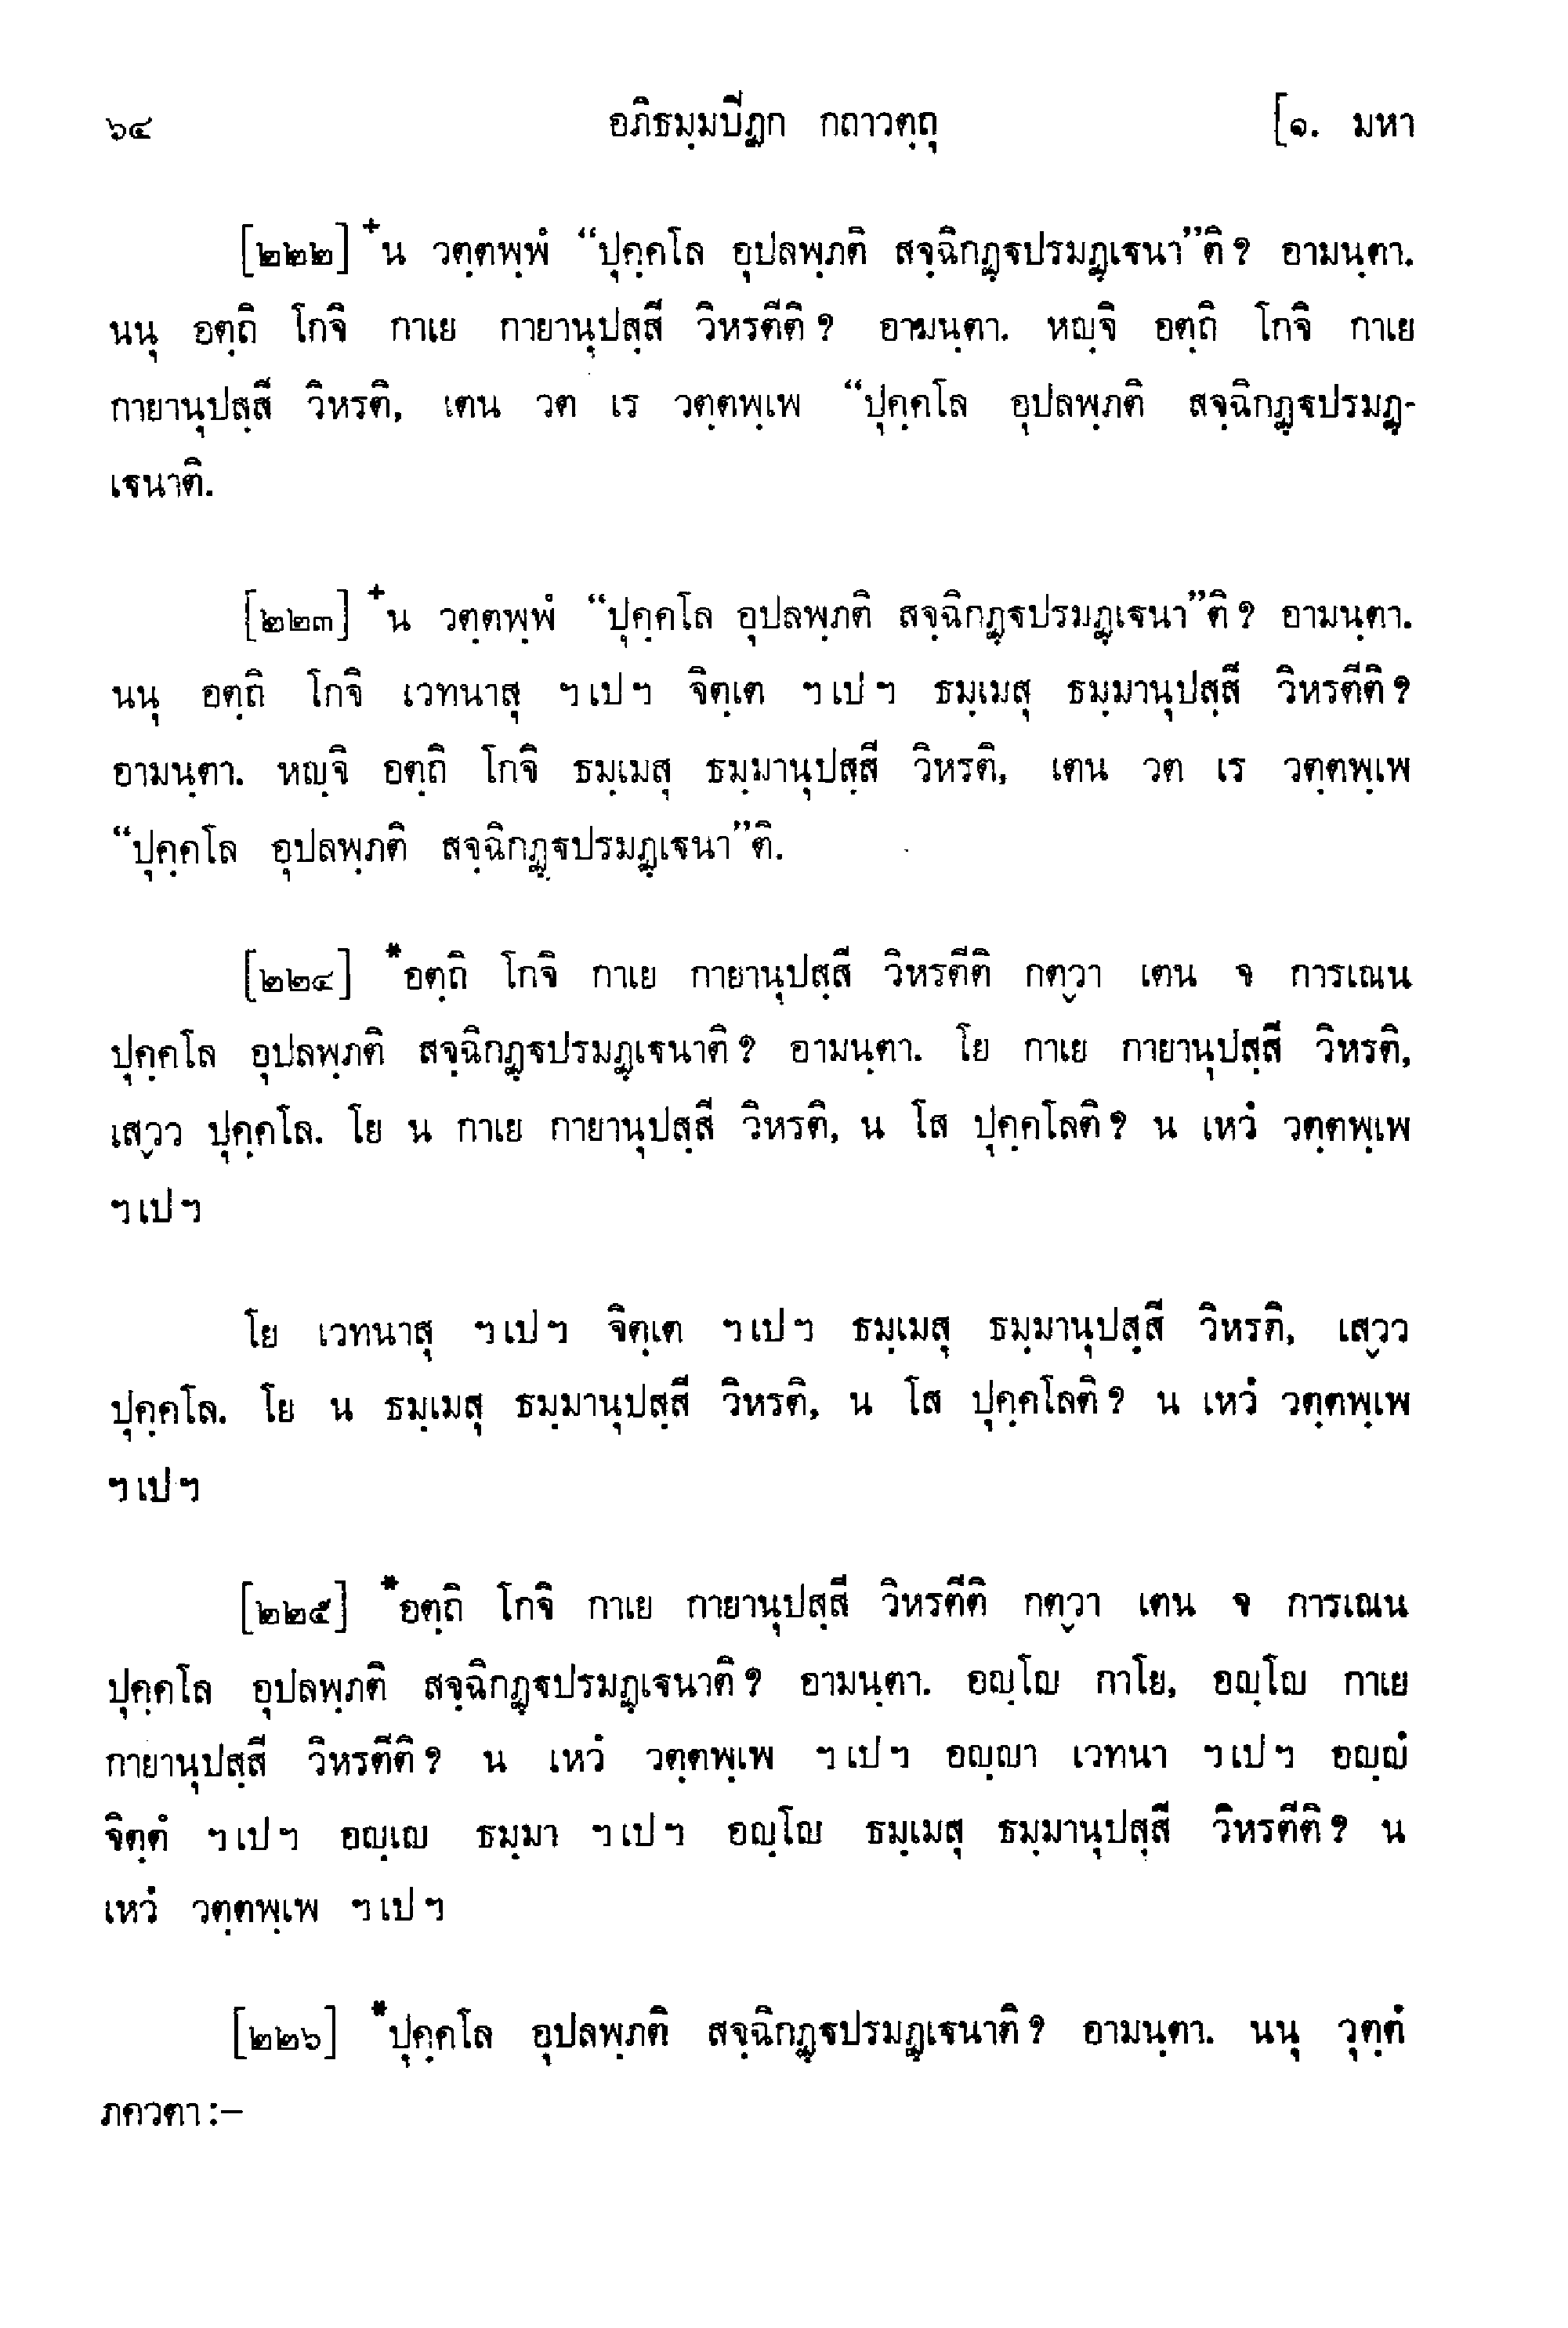 ๖๔ อภิธมฺมปีฏก กถาวตฺถุ [๑. มหา
[๒๒๒] ⁺น วตฺตพฺพํ “ปุคฺคโล อุปลพฺภติ สจฺฉิกฏฺฐปรมฏฺเฐนา”ติ ? อามนฺตา.
นนุ อตฺถิ โกจิ กาเย กายานุปสฺสี วิหรตีติ ? อามนฺตา. หญฺจิ อตฺถิ โกจิ กาเย
กายานุปสฺสี วิหรติ, เตน วต เร วตฺตพฺเพ “ปุคฺคโล อุปลพฺภติ สจฺฉิกฏฺฐปรมฏฺ-
เฐนาติ.
[๒๒๓] ⁺น วตฺตพฺพํ “ปุคฺคโล อุปลพฺภติ สจฺฉิกฏฺฐปรมฏฺเฐนา”ติ ? อามนฺตา.
นนุ อตฺถิ โกจิ เวทนาสุ ฯ เป ฯ จิตฺเต ฯ เป ฯ ธมฺเมสุ ธมฺมานุปสฺสี วิหรตีติ ?
อามนฺตา. หญฺจิ อตฺถิ โกจิ ธมฺเมสุ ธมฺมานุปสฺสี วิหรติ, เตน วต เร วตฺตพฺเพ
“ปุคฺคโล อุปลพฺภติ สจฺฉิกฏฺฐปรมฏฺเฐนา”ติ.
[๒๒๔] *อตฺถิ โกจิ กาเย กายานุปสฺสี วิหรตีติ กตฺวา เตน จ การเณน
ปุคฺคโล อุปลพฺภติ สจฺฉิกฏฺฐปรมฏฺเฐนาติ ? อามนฺตา. โย กาเย กายานุปสฺสี วิหรติ,
เสฺวว ปุคฺคโล. โย น กาเย กายานุปสฺสี วิหรติ, น โส ปุคฺคโลติ ? น เหวํ วตฺตพฺเพ
ฯ เป ฯ
โย เวทนาสุ ฯ เป ฯ จิตฺเต ฯ เป ฯ ธมฺเมสุ ธมฺมานุปสฺสี วิหรติ, เสฺวว
ปุคฺคโล. โย น ธมฺเมสุ ธมฺมานุปสฺสี วิหรติ, น โส ปุคฺคโลติ ? น เหวํ วตฺตพฺเพ
ฯ เป ฯ
[๒๒๕] *อตฺถิ โกจิ กาเย กายานุปสฺสี วิหรตีติ กตฺวา เตน จ การเณน
ปุคฺคโล อุปลพฺภติ สจฺฉิกฏฺฐปรมฏฺเฐนาติ ? อามนฺตา. อญฺโญ กาโย, อญฺโญ กาเย
กายานุปสฺสี วิหรตีติ ? น เหวํ วตฺตพฺเพ ฯ เป ฯ อญฺญา เวทนา ฯ เป ฯ อญฺญํ
จิตฺตํ ฯ เป ฯ อญฺเญ ธมฺมา ฯ เป ฯ อญฺโญ ธมฺเมสุ ธมฺมานุปสฺสี วิหรตีติ ? น
เหวํ วตฺตพฺเพ ฯ เป ฯ
[๒๒๖] *ปุคฺคโล อุปลพฺภติ สจฺฉิกฏฺฐปรมฏฺเฐนาติ ? อามนฺตา. นนุ วุตฺตํ
ภควตา :–